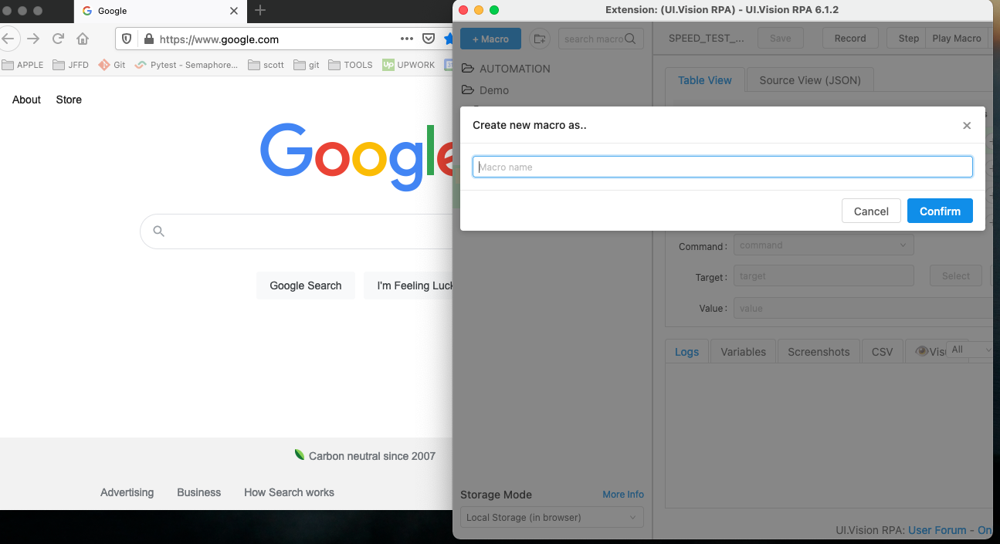 Google
https://www.google.com
APPLE JFFD Git Pytest - Semaphore... scott git TOOLS UPWORK
About Store
Google
Google Search I'm Feeling Luck
Carbon neutral since 2007
Advertising Business How Search works
Extension: (UI.Vision RPA) - UI.Vision RPA 6.1.2
+ Macro search macro SPEED_TEST_... Save Record Step Play Macro
AUTOMATION
Demo
Table View Source View (JSON)
Create new macro as..
Macro name
Cancel Confirm
Command: command
Target: target Select
Value: value
Logs Variables Screenshots CSV Visu All
Storage Mode More Info
Local Storage (in browser)
UI.Vision RPA: User Forum - On